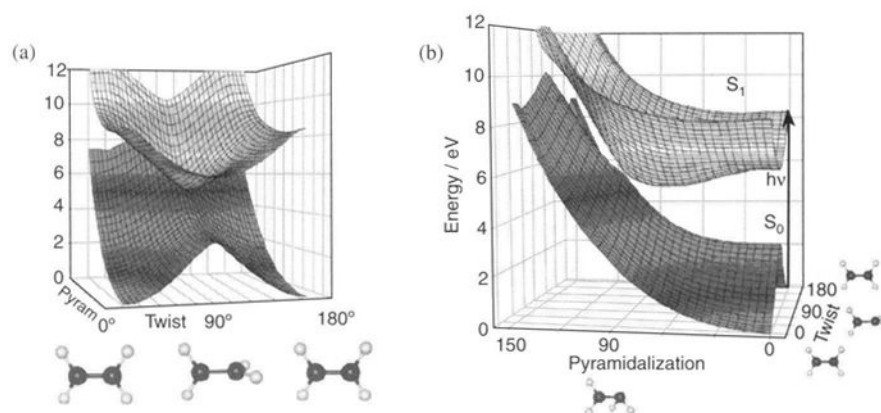 (a)
12
10
8
6
4
2
0
Pyram
0°
Twist
90°
180°
(b)
12
10
8
6
4
2
0
Energy / eV
S1
hν
S0
150
90
0
Pyramidalization
0
90
180
Twist